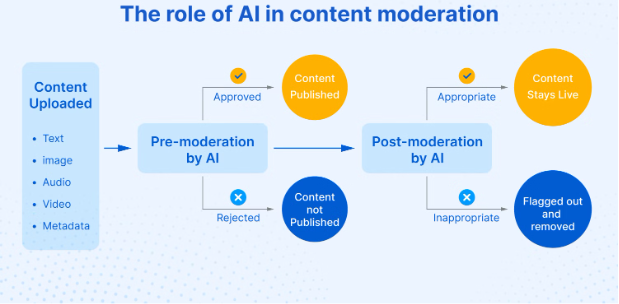 The role of AI in content moderation
Content
Uploaded
• Text
• image
• Audio
• Video
• Metadata
Pre-moderation
by AI
Approved
Content
Published
Rejected
Content
not
Published
Post-moderation
by AI
Appropriate
Content
Stays Live
Inappropriate
Flagged out
and
removed